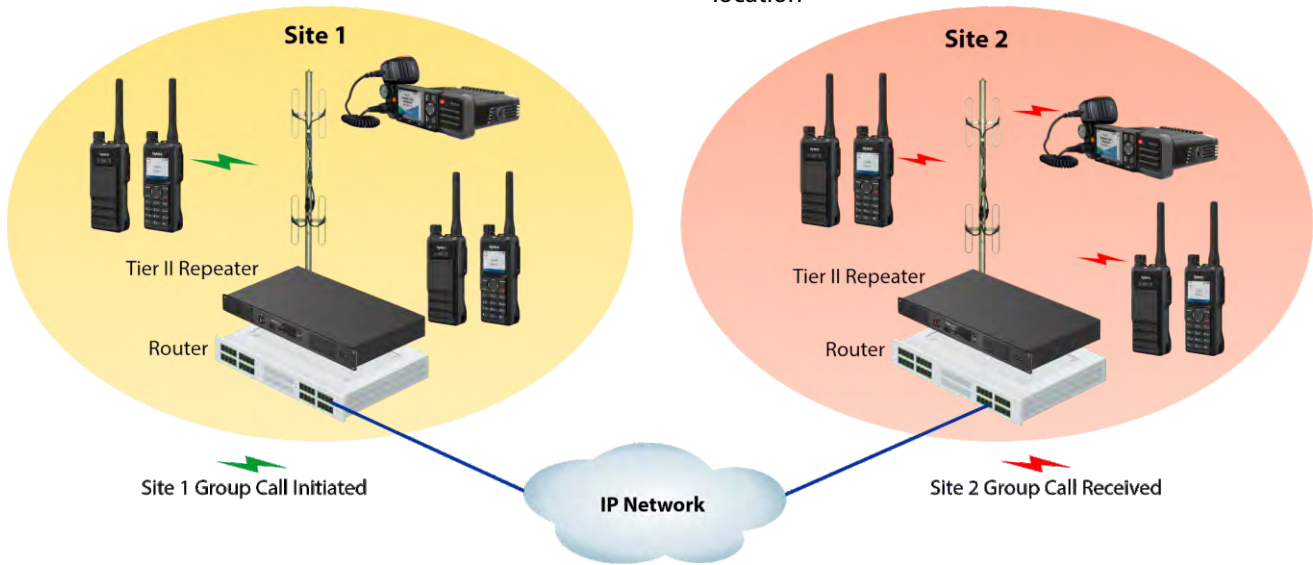 location
Site 1
Site 2
Tier II Repeater
Tier II Repeater
Router
Router
Site 1 Group Call Initiated
Site 2 Group Call Received
IP Network